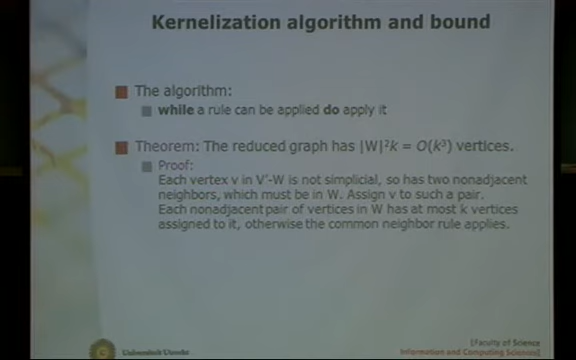 Kernelization algorithm and bound
The algorithm:
while a rule can be applied do apply it
Theorem: The reduced graph has |W|²k = O(k³) vertices.
Proof:
Each vertex v in V'-W is not simplicial, so has two nonadjacent
neighbors, which must be in W. Assign v to such a pair.
Each nonadjacent pair of vertices in W has at most k vertices
assigned to it, otherwise the common neighbor rule applies.
Universiteit Utrecht
[Faculty of Science
Information and Computing Sciences]